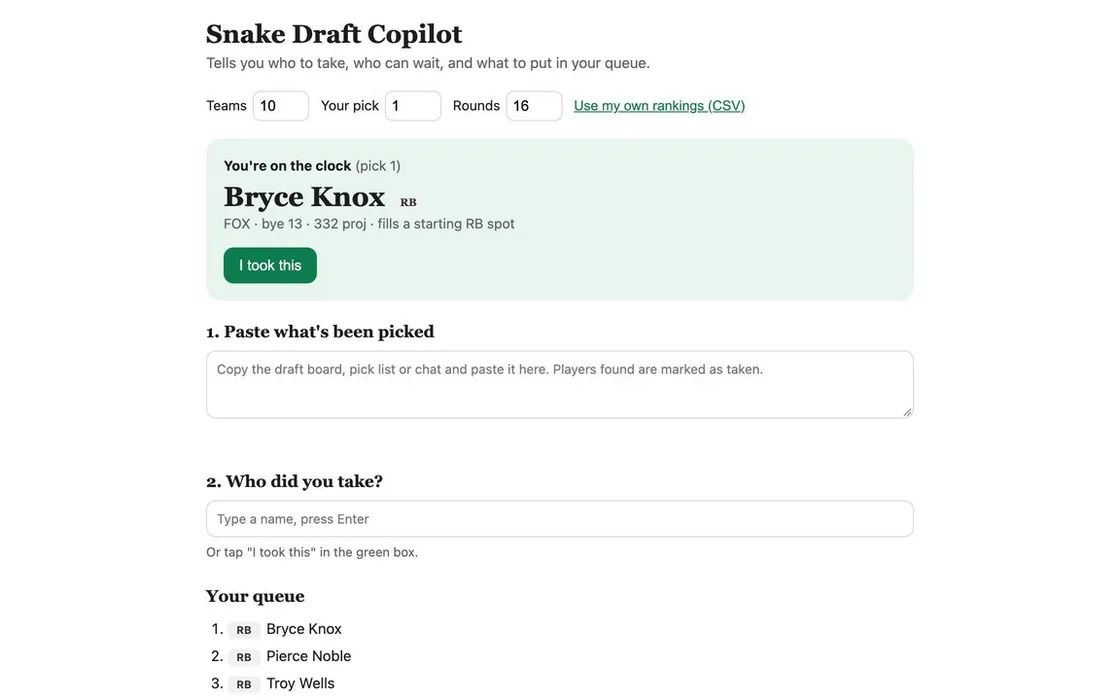 Snake Draft Copilot
Tells you who to take, who can wait, and what to put in your queue.
Teams 10 Your pick 1 Rounds 16 Use my own rankings (CSV)
You're on the clock (pick 1)
Bryce Knox RB
FOX · bye 13 · 332 proj · fills a starting RB spot
I took this
1. Paste what's been picked
Copy the draft board, pick list or chat and paste it here. Players found are marked as taken.
2. Who did you take?
Type a name, press Enter
Or tap "I took this" in the green box.
Your queue
1. RB Bryce Knox
2. RB Pierce Noble
3. RB Troy Wells